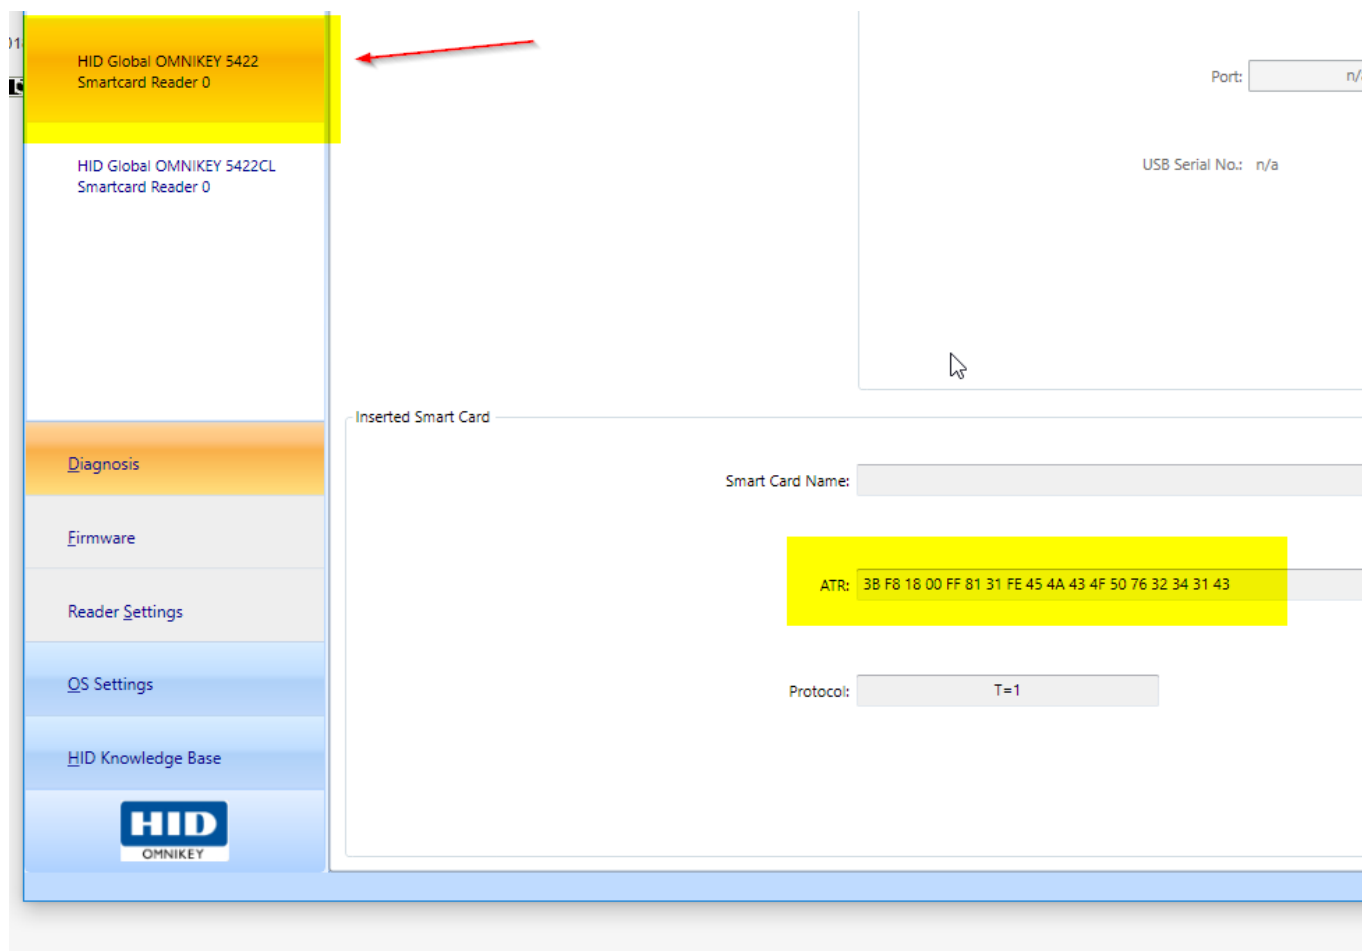 HID Global OMNIKEY 5422
Smartcard Reader 0
HID Global OMNIKEY 5422CL
Smartcard Reader 0
Port:
USB Serial No.: n/a
Inserted Smart Card
Diagnosis
Smart Card Name:
Firmware
ATR: 3B F8 18 00 FF 81 31 FE 45 4A 43 4F 50 76 32 34 31 43
Reader Settings
OS Settings
Protocol: T=1
HID Knowledge Base
HID
OMNIKEY